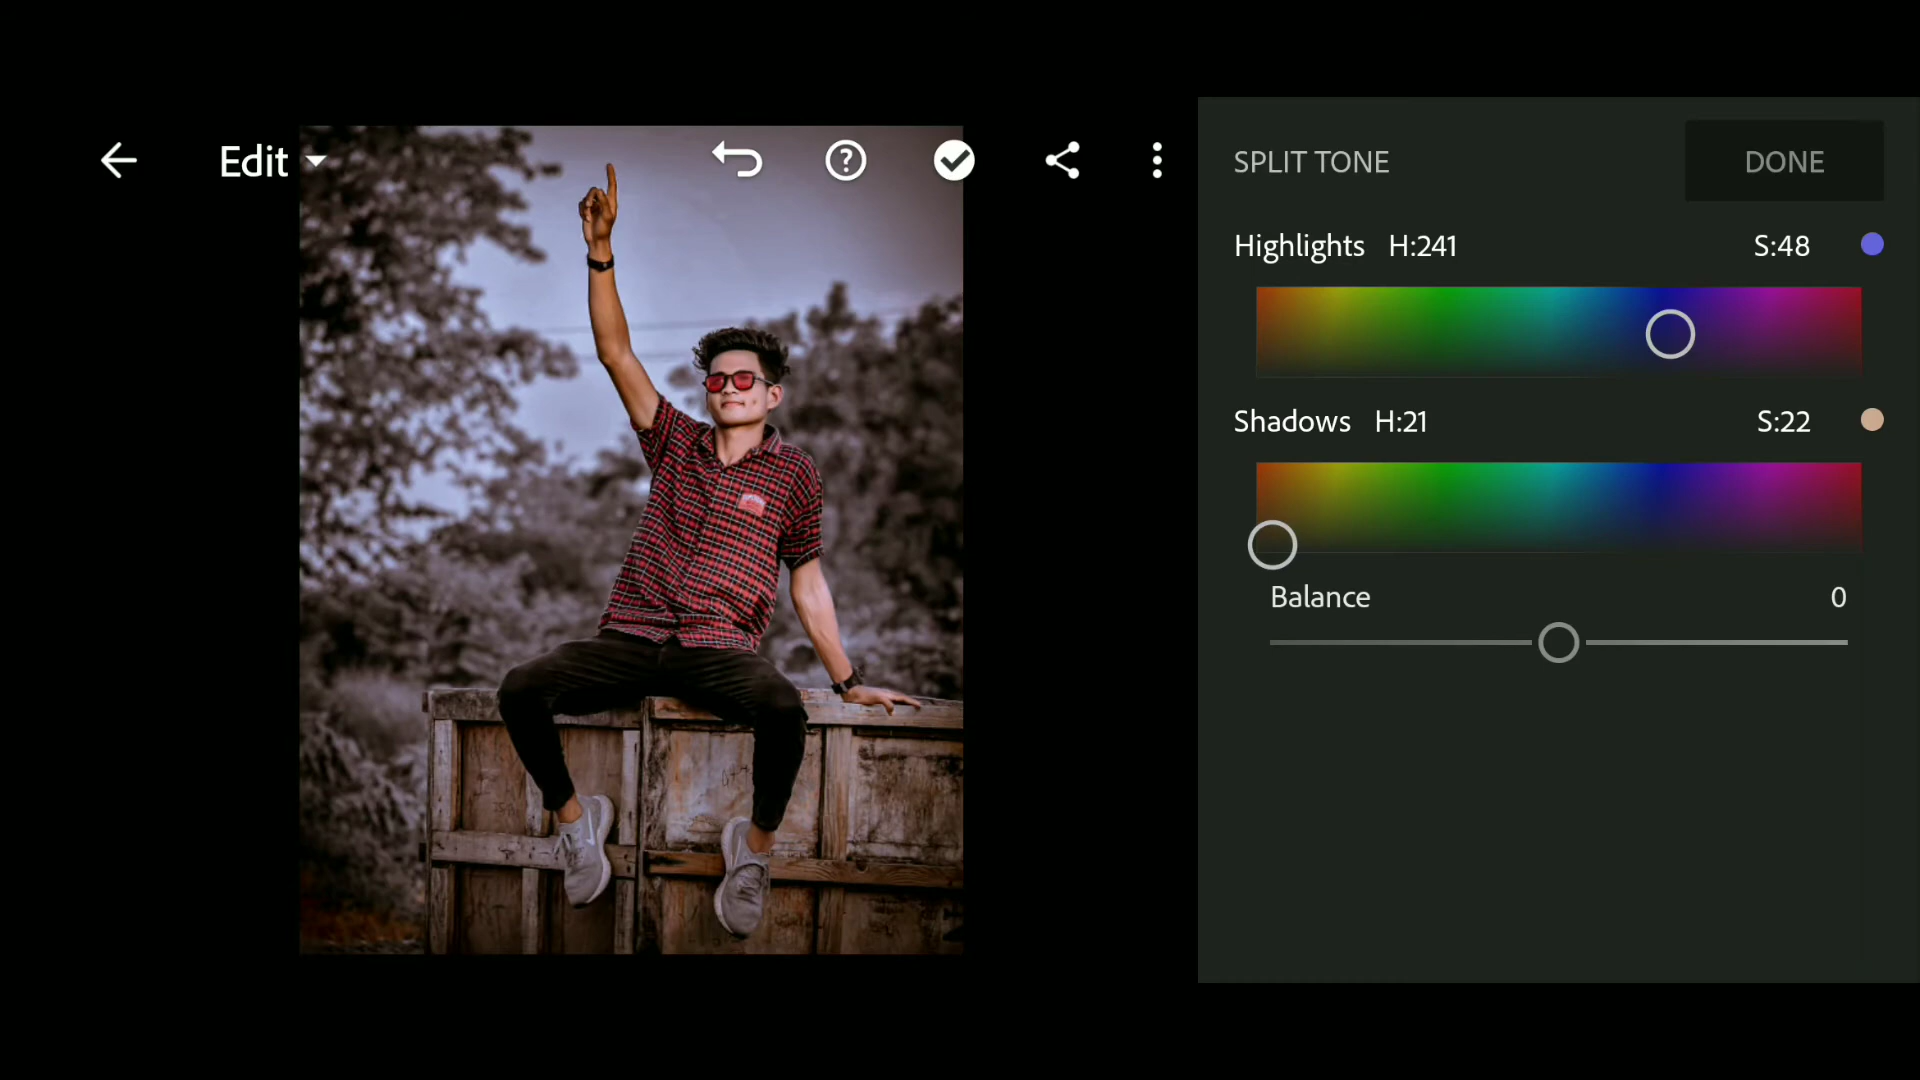 Edit
SPLIT TONE
DONE
Highlights H:241 S:48
Shadows H:21 S:22
Balance 0